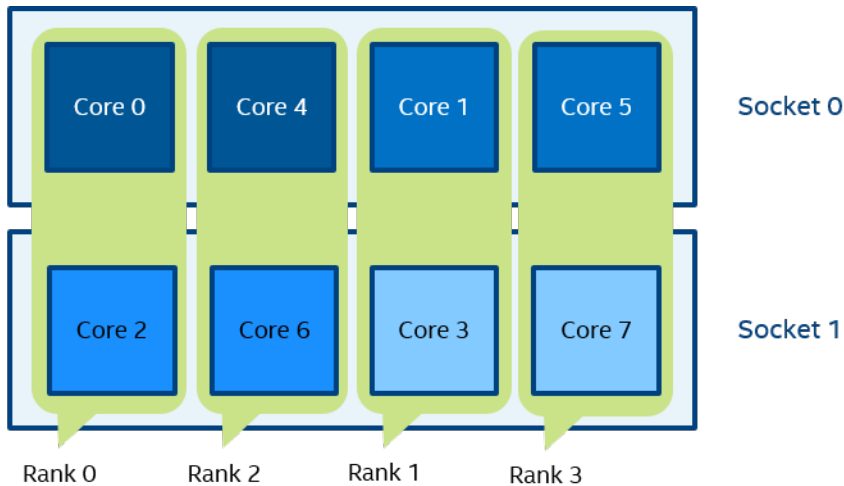 Core 0
Core 4
Core 1
Core 5
Socket 0
Core 2
Core 6
Core 3
Core 7
Socket 1
Rank 0
Rank 2
Rank 1
Rank 3